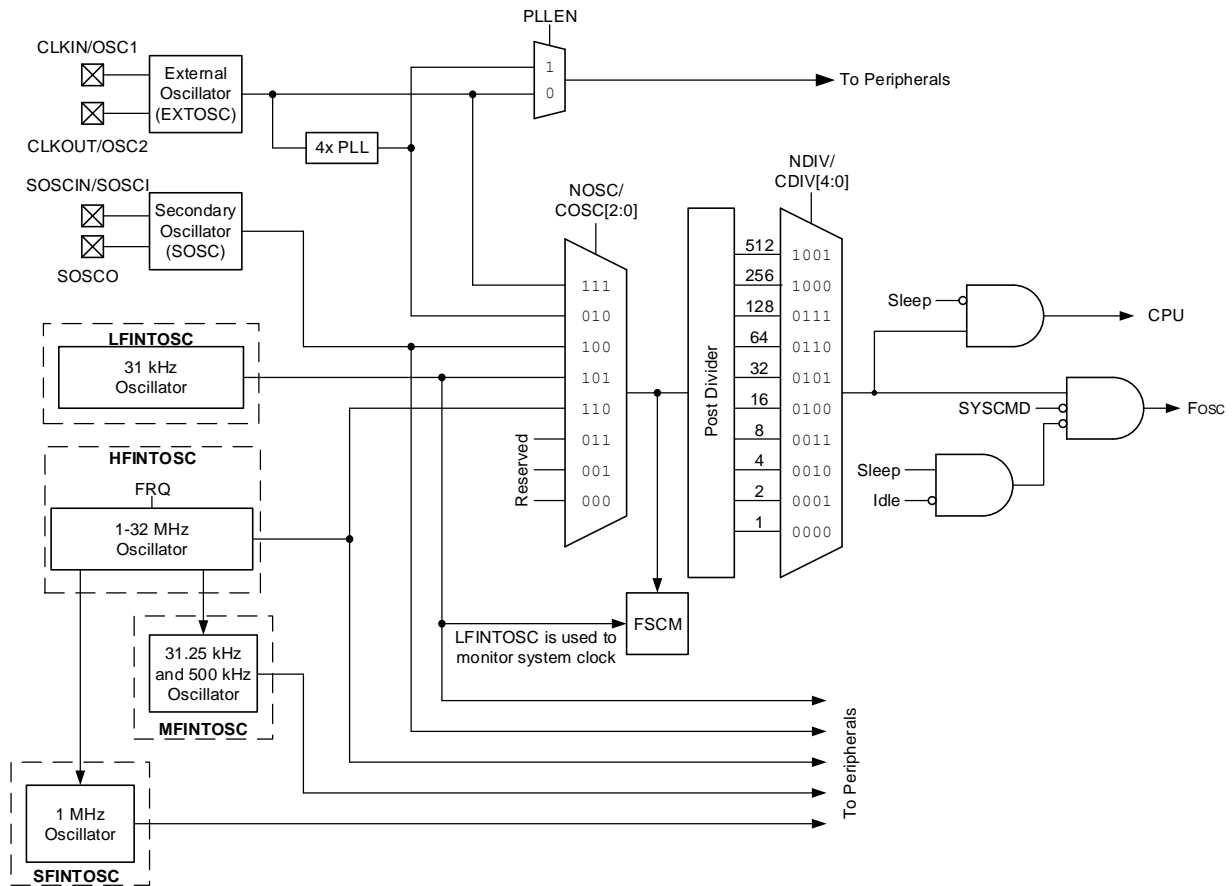 PLLEN
CLKIN/OSC1
External
Oscillator
(EXTOSC)
1
0
To Peripherals
CLKOUT/OSC2
4x PLL
SOSCIN/SOSCI
Secondary
Oscillator
(SOSC)
SOSCO
NOSC/
COSC[2:0]
111
010
100
101
110
011
001
000
Reserved
Post Divider
NDIV/
CDIV[4:0]
512 1001
256 1000
128 0111
64 0110
32 0101
16 0100
8 0011
4 0010
2 0001
1 0000
Sleep
CPU
SYSCMD
FOSC
Sleep
Idle
LFINTOSC
31 kHz
Oscillator
HFINTOSC
FRQ
1-32 MHz
Oscillator
FSCM
LFINTOSC is used to
monitor system clock
31.25 kHz
and 500 kHz
Oscillator
MFINTOSC
To Peripherals
1 MHz
Oscillator
SFINTOSC